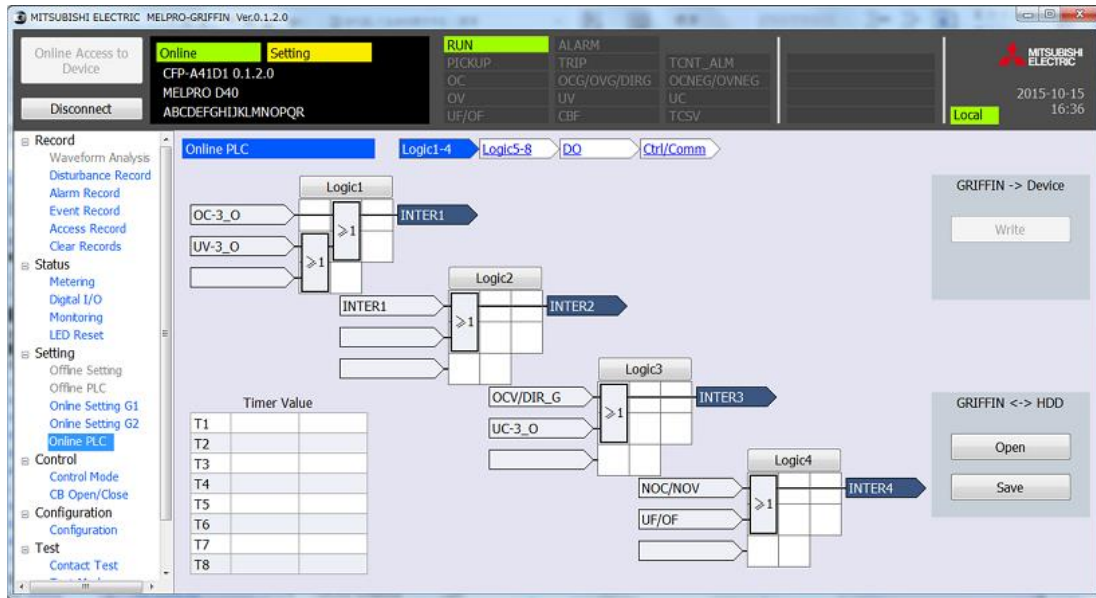 MITSUBISHI ELECTRIC MELPRO-GRIFFIN Ver.0.1.2.0
Online Access to Device
Disconnect
Online Setting
CFP-A41D1 0.1.2.0
MELPRO D40
ABCDEFGHIJKLMNOPQR
RUN ALARM
PICKUP TRIP TCNT_ALM
OC OCG/OVG/DIRG OCNEG/OVNEG
OV UV UC
UF/OF CBF TCSV
MITSUBISHI ELECTRIC
2015-10-15
Local 16:36
Record
Waveform Analysis
Disturbance Record
Alarm Record
Event Record
Access Record
Clear Records
Status
Metering
Digital I/O
Monitoring
LED Reset
Setting
Offline Setting
Offline PLC
Online Setting G1
Online Setting G2
Online PLC
Control
Control Mode
CB Open/Close
Configuration
Configuration
Test
Contact Test
Online PLC
Logic1-4 Logic5-8 DO Ctrl/Comm
Logic1
OC-3_O
UV-3_O
≥1
≥1
INTER1
Logic2
INTER1
≥1
INTER2
Logic3
OCV/DIR_G
UC-3_O
≥1
INTER3
Logic4
NOC/NOV
UF/OF
≥1
INTER4
Timer Value
T1
T2
T3
T4
T5
T6
T7
T8
GRIFFIN -> Device
Write
GRIFFIN <-> HDD
Open
Save